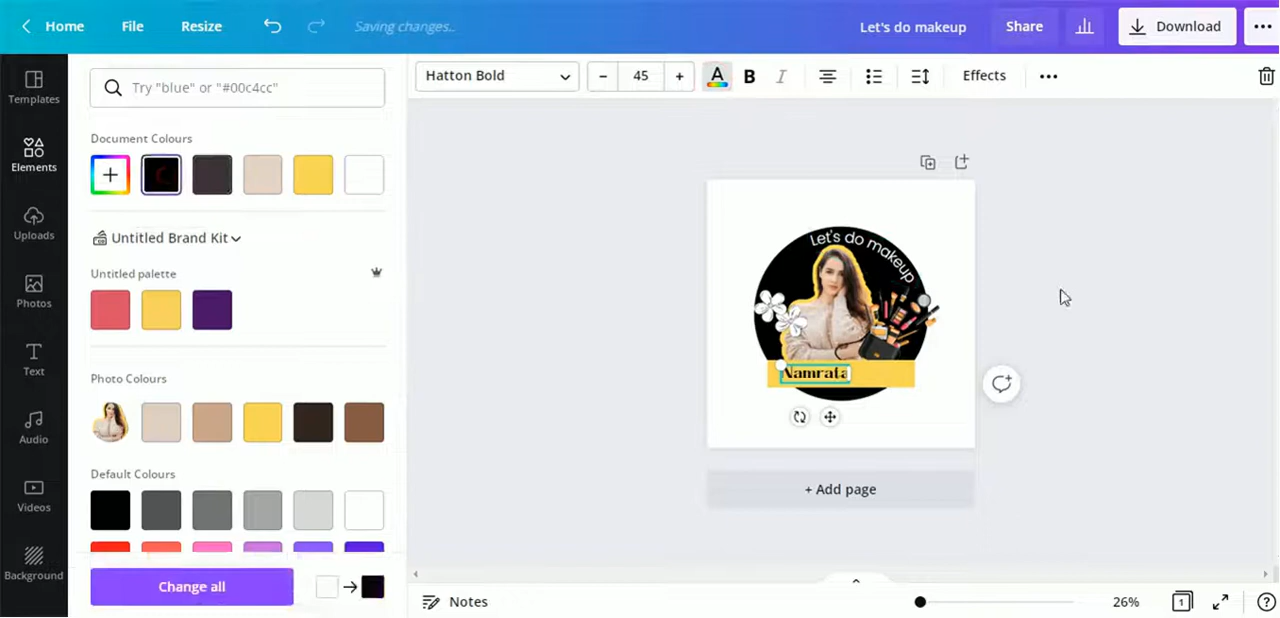 Home File Resize Saving changes.. Let's do makeup Share Download
Templates
Elements
Uploads
Photos
Text
Audio
Videos
Background
Try "blue" or "#00c4cc"
Document Colours
Untitled Brand Kit
Untitled palette
Photo Colours
Default Colours
Change all
Hatton Bold 45 A B I Effects
Let's do makeup
Namrata
+ Add page
Notes 26% 1 ?